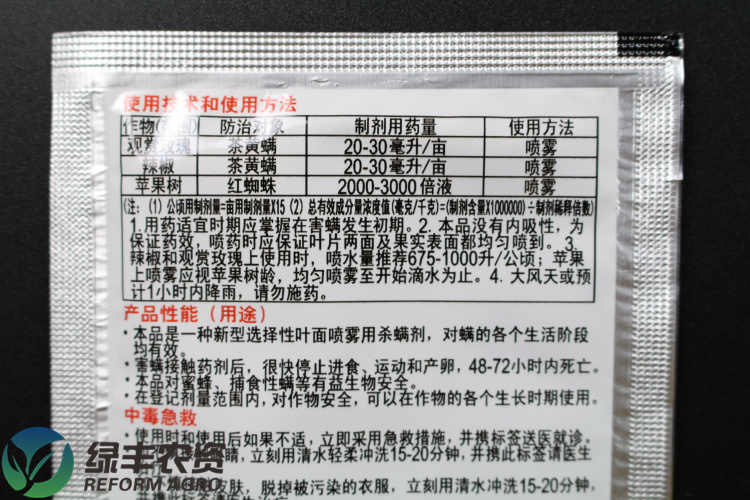 使用技术和使用方法
作物(范围) 防治对象 制剂用药量 使用方法
观赏玫瑰 茶黄螨 20-30毫升/亩 喷雾
辣椒 茶黄螨 20-30毫升/亩 喷雾
苹果树 红蜘蛛 2000-3000倍液 喷雾
(注:(1)公顷用制剂量=亩用制剂量X15(2)总有效成分量浓度值(毫克/千克)=(制剂含量X1000000)÷制剂稀释倍数)
1. 用药适宜时期应掌握在害螨发生初期。2. 本品没有内吸性, 为
保证药效, 喷药时应保证叶片两面及果实表面都均匀喷到。3.
辣椒和观赏玫瑰上使用时, 喷水量推荐675-1000升/公顷; 苹果
上喷雾应视苹果树龄, 均匀喷雾至开始滴水为止。4. 大风天或预
计1小时内降雨, 请勿施药。
产品性能(用途)
·本品是一种新型选择性叶面喷雾用杀螨剂, 对螨的各个生活阶段
均有效。
·害螨接触药剂后, 很快停止进食、运动和产卵, 48-72小时内死亡。
·本品对蜜蜂、捕食性螨等有益生物安全。
·在登记剂量范围内, 对作物安全, 可以在作物的各个生长时期使用。
中毒急救
·使用时和使用后如果不适, 立即采用急救措施, 并携标签送医就诊。
睛, 立刻用清水轻柔冲洗15-20分钟, 并携此标签请医生
皮肤, 脱掉被污染的衣服, 立刻用清水冲洗15-20分钟,
绿丰农资
REFORM AGRO